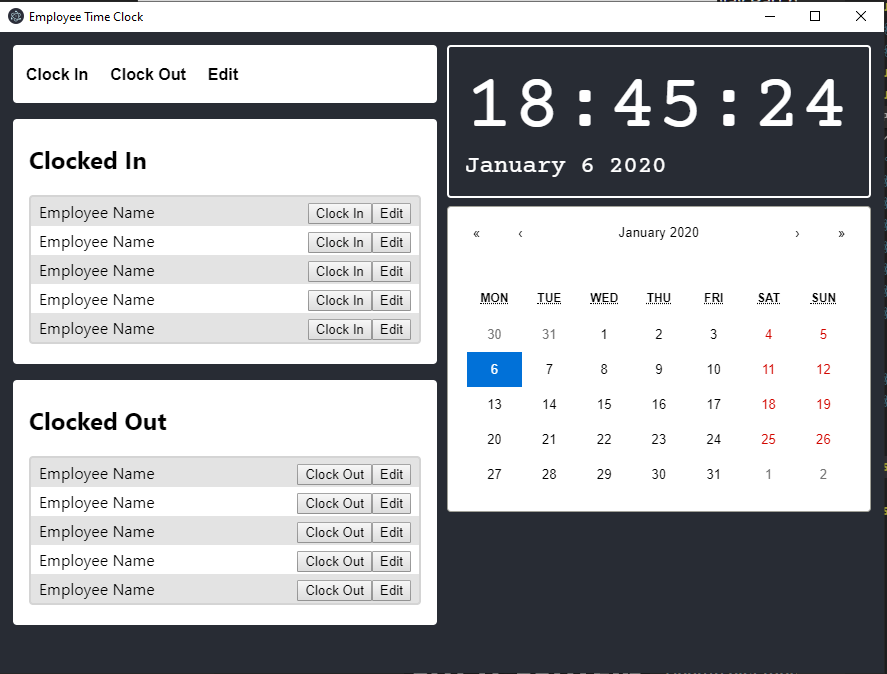 Employee Time Clock
Clock In Clock Out Edit
Clocked In
Employee Name Clock In Edit
Employee Name Clock In Edit
Employee Name Clock In Edit
Employee Name Clock In Edit
Employee Name Clock In Edit
Clocked Out
Employee Name Clock Out Edit
Employee Name Clock Out Edit
Employee Name Clock Out Edit
Employee Name Clock Out Edit
Employee Name Clock Out Edit
18:45:24
January 6 2020
« ‹ January 2020 › »
MON TUE WED THU FRI SAT SUN
30 31 1 2 3 4 5
6 7 8 9 10 11 12
13 14 15 16 17 18 19
20 21 22 23 24 25 26
27 28 29 30 31 1 2